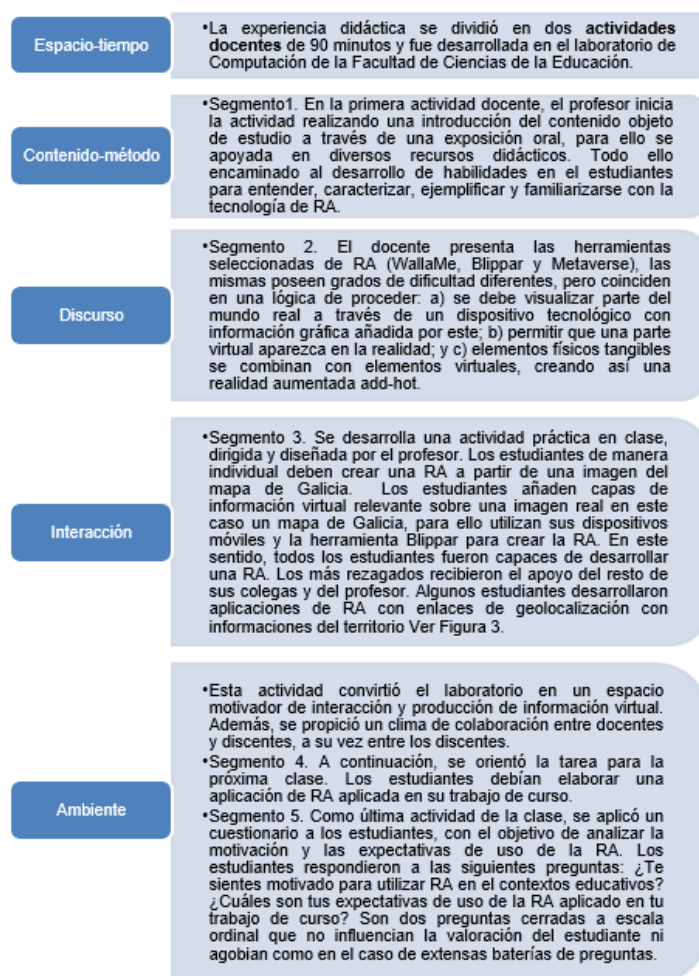 Espacio-tiempo
•La experiencia didáctica se dividió en dos actividades
docentes de 90 minutos y fue desarrollada en el laboratorio de
Computación de la Facultad de Ciencias de la Educación.
Contenido-método
•Segmento1. En la primera actividad docente, el profesor inicia
la actividad realizando una introducción del contenido objeto
de estudio a través de una exposición oral, para ello se
apoyada en diversos recursos didácticos. Todo ello
encaminado al desarrollo de habilidades en el estudiantes
para entender, caracterizar, ejemplificar y familiarizarse con la
tecnología de RA.
Discurso
•Segmento 2. El docente presenta las herramientas
seleccionadas de RA (WallaMe, Blippar y Metaverse), las
mismas poseen grados de dificultad diferentes, pero coinciden
en una lógica de proceder: a) se debe visualizar parte del
mundo real a través de un dispositivo tecnológico con
información gráfica añadida por este; b) permitir que una parte
virtual aparezca en la realidad; y c) elementos físicos tangibles
se combinan con elementos virtuales, creando así una
realidad aumentada add-hot.
Interacción
•Segmento 3. Se desarrolla una actividad práctica en clase,
dirigida y diseñada por el profesor. Los estudiantes de manera
individual deben crear una RA a partir de una imagen del
mapa de Galicia. Los estudiantes añaden capas de
información virtual relevante sobre una imagen real en este
caso un mapa de Galicia, para ello utilizan sus dispositivos
móviles y la herramienta Blippar para crear la RA. En este
sentido, todos los estudiantes fueron capaces de desarrollar
una RA. Los más rezagados recibieron el apoyo del resto de
sus colegas y del profesor. Algunos estudiantes desarrollaron
aplicaciones de RA con enlaces de geolocalización con
informaciones del territorio Ver Figura 3.
Ambiente
•Esta actividad convirtió el laboratorio en un espacio
motivador de interacción y producción de información virtual.
Además, se propició un clima de colaboración entre docentes
y discentes, a su vez entre los discentes.
•Segmento 4. A continuación, se orientó la tarea para la
próxima clase. Los estudiantes debían elaborar una
aplicación de RA aplicada en su trabajo de curso.
•Segmento 5. Como última actividad de la clase, se aplicó un
cuestionario a los estudiantes, con el objetivo de analizar la
motivación y las expectativas de uso de la RA. Los
estudiantes respondieron a las siguientes preguntas: ¿Te
sientes motivado para utilizar RA en el contextos educativos?
¿Cuáles son tus expectativas de uso de la RA aplicado en tu
trabajo de curso? Son dos preguntas cerradas a escala
ordinal que no influencian la valoración del estudiante ni
agobian como en el caso de extensas baterías de preguntas.